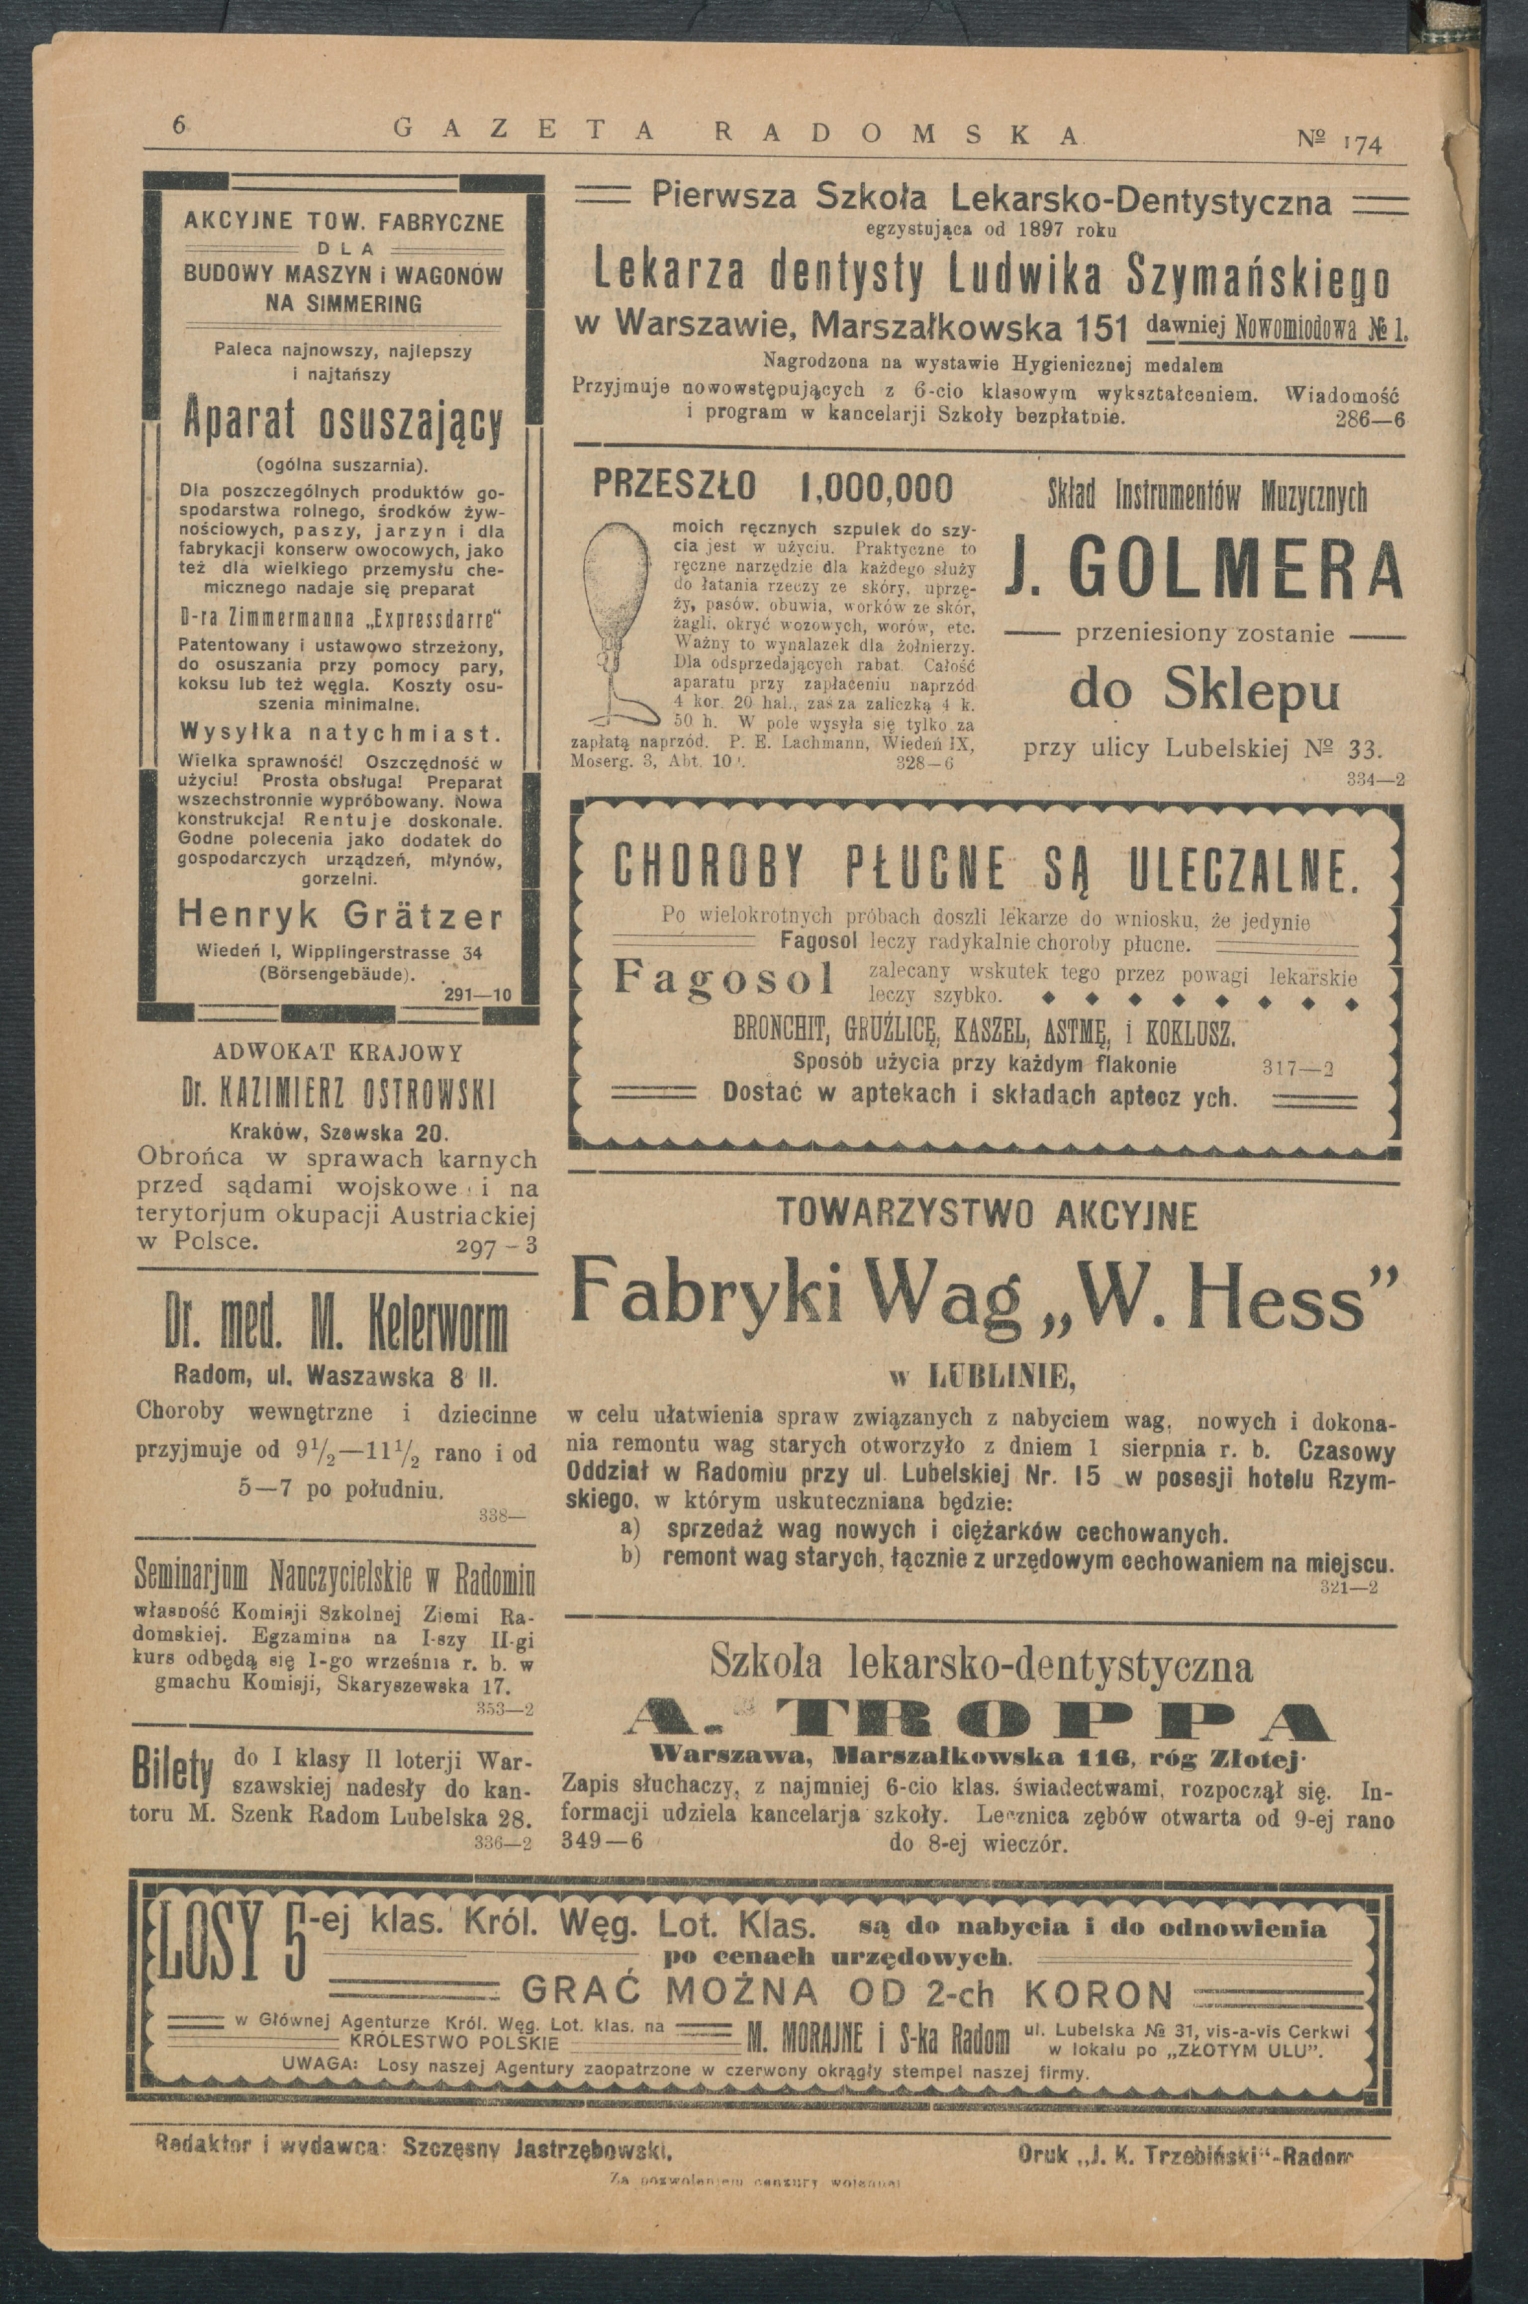 6
GAZETA RADOMSKA
№ 174
AKCYJNE TOW. FABRYCZNE
DLA
BUDOWY MASZYN i WAGONÓW
NA SIMMERING
Paleca najnowszy, najlepszy
i najtańszy
Aparat osuszający
(ogólna suszarnia).
Dla poszczególnych produktów go-
spodarstwa rolnego, środków żyw-
nościowych, paszy, jarzyn i dla
fabrykacji konserw owocowych, jako
też dla wielkiego przemysłu che-
micznego nadaje się preparat
D-ra Zimmermanna „Expressdarre“
Patentowany i ustawowo strzeżony,
do osuszania przy pomocy pary,
koksu lub też węgla. Koszty osu-
szenia minimalne.
Wysyłka natychmiast.
Wielka sprawność! Oszczędność w
użyciu! Prosta obsługa! Preparat
wszechstronnie wypróbowany. Nowa
konstrukcja! Rentuje doskonale.
Godne polecenia jako dodatek do
gospodarczych urządzeń, młynów,
gorzelni.
Henryk Grätzer
Wiedeń I, Wipplingerstrasse 34
(Börsengebäude).
291—10
ADWOKAT KRAJOWY
Dr. KAZIMIERZ OSTROWSKI
Kraków, Szewska 20.
Obrońca w sprawach karnych
przed sądami wojskowe i na
terytorjum okupacji Austriackiej
w Polsce. 297–3
Dr. med. M. Kelerworm
Radom, ul. Waszawska 8 II.
Choroby wewnętrzne i dziecinne
przyjmuje od 9½—11½ rano i od
5—7 po południu.
338—
Seminarjum Nauczycielskie w Radomiu
własność Komisji Szkolnej Ziemi Ra-
domskiej. Egzamina na I-szy II-gi
kurs odbędą się 1-go września r. b. w
gmachu Komisji, Skaryszewska 17.
353—2
Bilety do I klasy II loterji War-
szawskiej nadesły do kan-
toru M. Szenk Radom Lubelska 28.
336—2
Pierwsza Szkoła Lekarsko-Dentystyczna
egzystująca od 1897 roku
Lekarza dentysty Ludwika Szymańskiego
w Warszawie, Marszałkowska 151 dawniej Nowomiodowa № 1.
Nagrodzona na wystawie Hygienicznej medalem
Przyjmuje nowowstępujących z 6-cio klasowym wykształceniem. Wiadomość
i program w kancelarji Szkoły bezpłatnie. 286—6
PRZESZŁO 1,000,000
moich ręcznych szpulek do szy-
cia jest w użyciu. Praktyczne to
ręczne narzędzie dla każdego służy
do łatania rzeczy ze skóry, uprzę-
ży, pasów, obuwia, worków ze skór,
żagli, okryć wozowych, worów, etc.
Ważny to wynalazek dla żołnierzy.
Dla odsprzedających rabat. Całość
aparatu przy zapłaceniu naprzód
4 kor. 20 hal., zaś za zaliczką 4 k.
50 h. W pole wysyła się tylko za
zapłatą naprzód. P. E. Lachmann, Wiedeń IX,
Moserg. 3, Abt. 328—6
Skład Instrumentów Muzycznych
J. GOLMERA
przeniesiony zostanie
do Sklepu
przy ulicy Lubelskiej № 33.
334—2
CHOROBY PŁUCNE SĄ ULECZALNE.
Po wielokrotnych próbach doszli lekarze do wniosku, że jedynie
Fagosol leczy radykalnie choroby płucne.
Fagosol zalecany wskutek tego przez powagi lekarskie
leczy szybko.
BRONCHIT, GRUŹLICĘ, KASZEL, ASTMĘ, i KOKLUSZ.
Sposób użycia przy każdym flakonie 317—2
Dostać w aptekach i składach aptecz ych.
TOWARZYSTWO AKCYJNE
Fabryki Wag „W. Hess”
w LUBLINIE,
w celu ułatwienia spraw związanych z nabyciem wag, nowych i dokona-
nia remontu wag starych otworzyło z dniem 1 sierpnia r. b. Czasowy
Oddział w Radomiu przy ul. Lubelskiej Nr. 15 w posesji hotelu Rzym-
skiego, w którym uskuteczniana będzie:
a) sprzedaż wag nowych i ciężarków cechowanych.
b) remont wag starych, łącznie z urzędowym cechowaniem na miejscu.
321—2
Szkoła lekarsko-dentystyczna
A. TROPPA
Warszawa, Marszałkowska 116, róg Złotej
Zapis słuchaczy, z najmniej 6-cio klas. świadectwami, rozpoczął się. In-
formacji udziela kancelarja szkoły. Lecznica zębów otwarta od 9-ej rano
349—6 do 8-ej wieczór.
LOSY 5-ej klas. Król. Węg. Lot. Klas. są do nabycia i do odnowienia
po cenach urzędowych.
GRAĆ MOŻNA OD 2-ch KORON
w Głównej Agenturze Król. Węg. Lot. klas. na
KRÓLESTWO POLSKIE
M. MORAJNE i S-ka Radom
ul. Lubelska № 31, vis-a-vis Cerkwi
w lokalu po „ZŁOTYM ULU”.
UWAGA: Losy naszej Agentury zaopatrzone w czerwony okrągły stempel naszej firmy.
Redaktor i wydawca: Szczęsny Jastrzębowski.
Druk „J. K. Trzebiński“-Radom
Za pozwoleniem cenzury wojennej